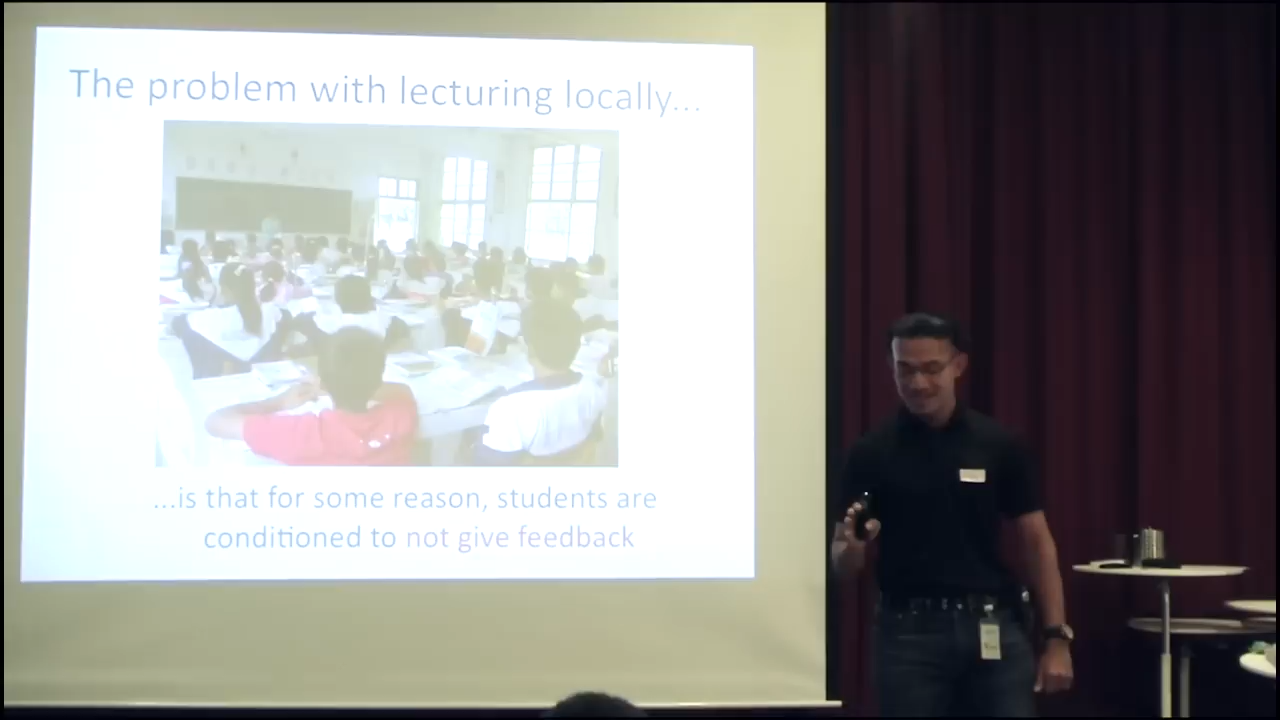 The problem with lecturing locally...
...is that for some reason, students are
conditioned to not give feedback